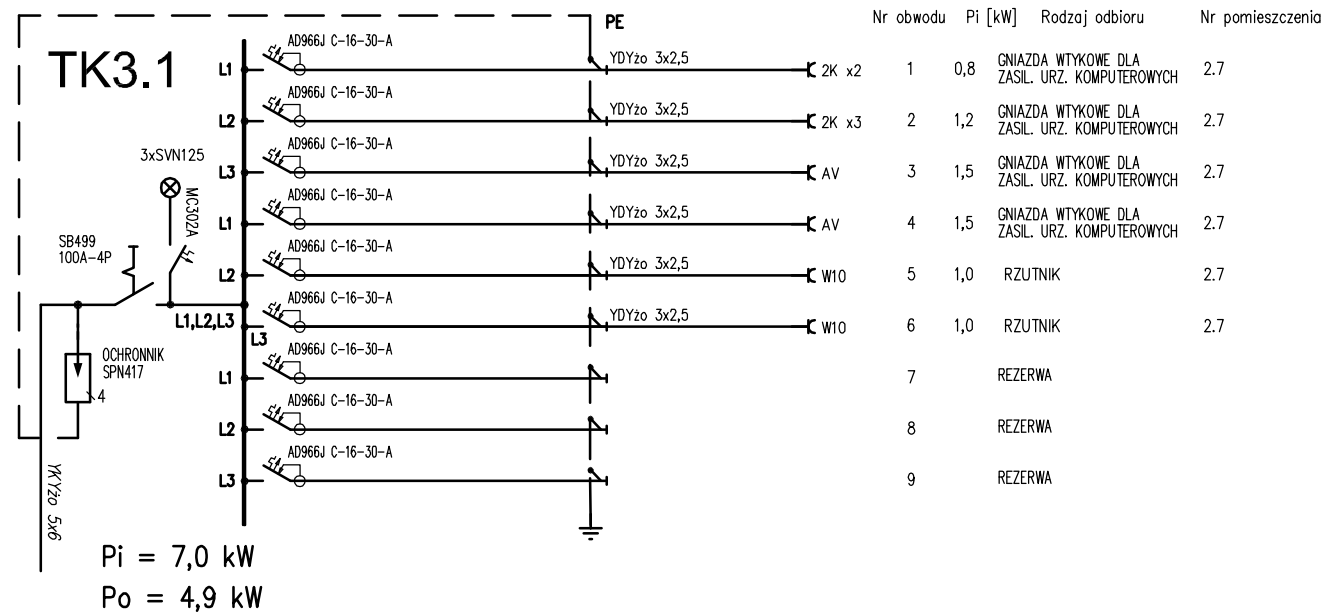 PE
Nr obwodu Pi [kW] Rodzaj odbioru Nr pomieszczenia
TK3.1
L1 AD966J C-16-30-A YDYżo 3x2,5 2K x2 1 0,8 GNIAZDA WTYKOWE DLA 2.7
ZASIL. URZ. KOMPUTEROWYCH
L2 AD966J C-16-30-A YDYżo 3x2,5 2K x3 2 1,2 GNIAZDA WTYKOWE DLA 2.7
ZASIL. URZ. KOMPUTEROWYCH
3xSVN125
L3 AD966J C-16-30-A YDYżo 3x2,5 AV 3 1,5 GNIAZDA WTYKOWE DLA 2.7
ZASIL. URZ. KOMPUTEROWYCH
MC302A
L1 AD966J C-16-30-A YDYżo 3x2,5 AV 4 1,5 GNIAZDA WTYKOWE DLA 2.7
ZASIL. URZ. KOMPUTEROWYCH
SB499
100A-4P
L2 AD966J C-16-30-A YDYżo 3x2,5 W10 5 1,0 RZUTNIK 2.7
L1,L2,L3
L3 AD966J C-16-30-A YDYżo 3x2,5 W10 6 1,0 RZUTNIK 2.7
OCHRONNIK
SPN417
4
L1 AD966J C-16-30-A 7 REZERWA
L2 AD966J C-16-30-A 8 REZERWA
L3 AD966J C-16-30-A 9 REZERWA
YKYżo 5x6
Pi = 7,0 kW
Po = 4,9 kW